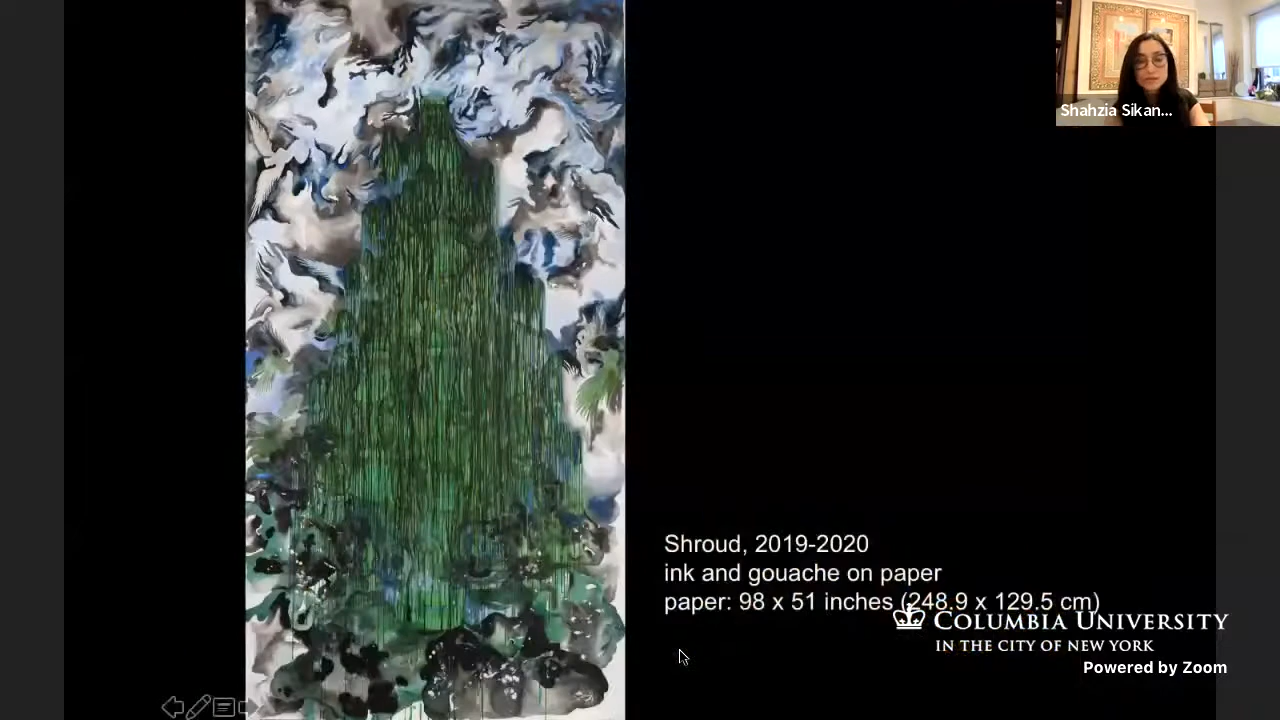 Shahzia Sikan...
Shroud, 2019-2020
ink and gouache on paper
paper: 98 x 51 inches (248.9 x 129.5 cm)
COLUMBIA UNIVERSITY
IN THE CITY OF NEW YORK
Powered by Zoom